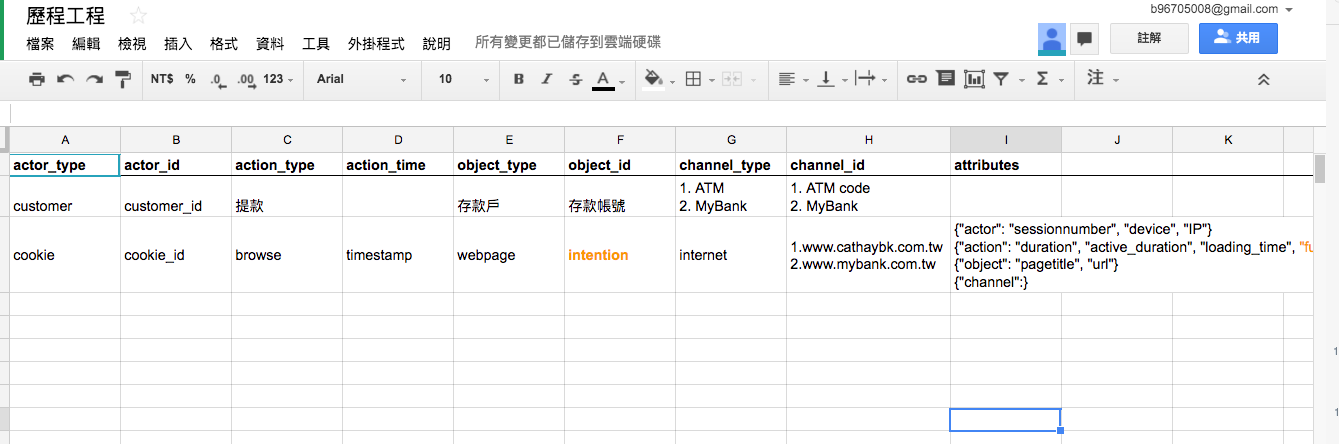 歷程工程
b96705008@gmail.com
檔案 編輯 檢視 插入 格式 資料 工具 外掛程式 說明 所有變更都已儲存到雲端硬碟
註解 共用
NT$ % .0 .00 123 Arial 10 B I S A Σ 注
A B C D E F G H I J K
actor_type actor_id action_type action_time object_type object_id channel_type channel_id attributes
customer customer_id 提款 存款戶 存款帳號 1. ATM 1. ATM code
2. MyBank 2. MyBank
cookie cookie_id browse timestamp webpage intention internet 1.www.cathaybk.com.tw
2.www.mybank.com.tw
{"actor": "sessionnumber", "device", "IP"}
{"action": "duration", "active_duration", "loading_time", "fu
{"object": "pagetitle", "url"}
{"channel":}